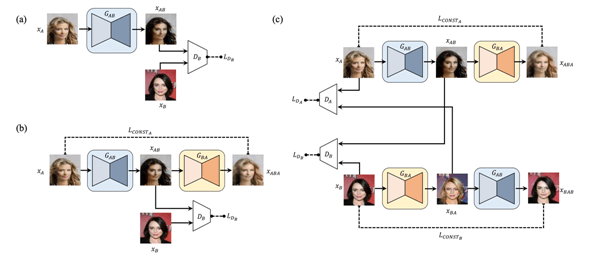 (a)
G_AB
x_A
x_AB
D_B
L_D_B
x_B
(b)
L_CONST_A
x_AB
G_AB
G_BA
x_A
x_ABA
D_B
L_D_B
x_B
(c)
L_CONST_A
x_AB
G_AB
G_BA
x_A
x_ABA
L_D_A
D_A
L_D_B
D_B
G_BA
G_AB
x_B
x_BA
x_BAB
L_CONST_B